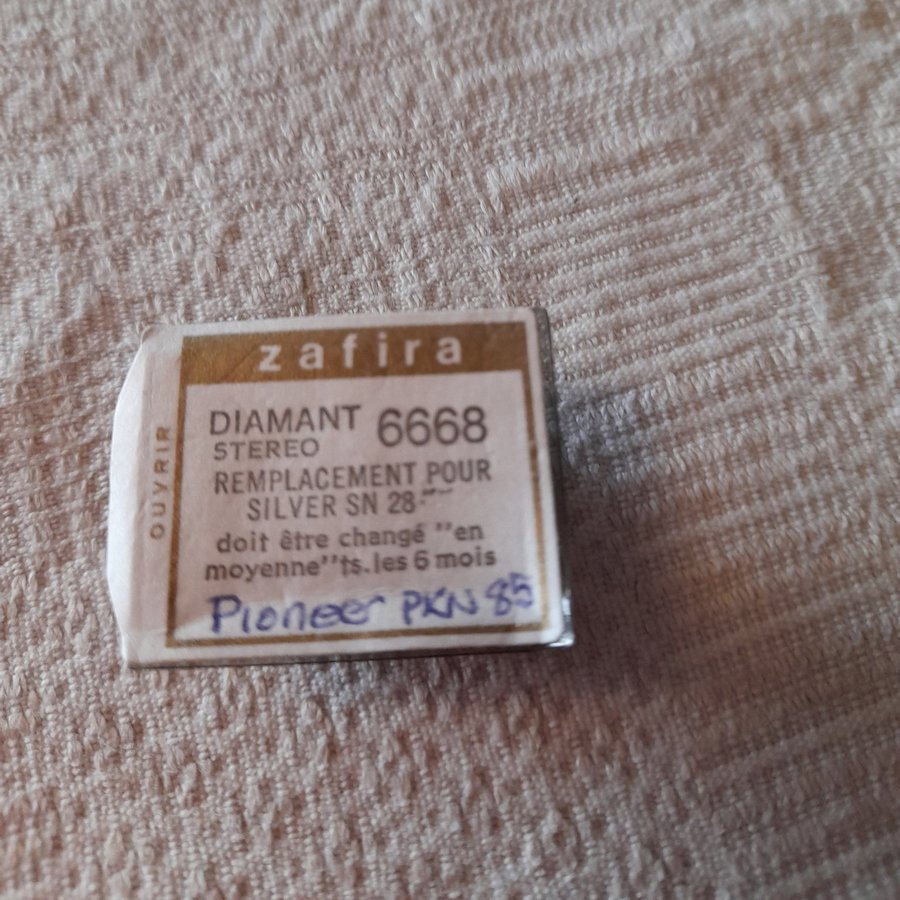 zafira
OUVRIR
DIAMANT 6668
STEREO
REMPLACEMENT POUR
SILVER SN 28
doit être changé "en
moyenne" ts. les 6 mois
Pioneer PKN 85